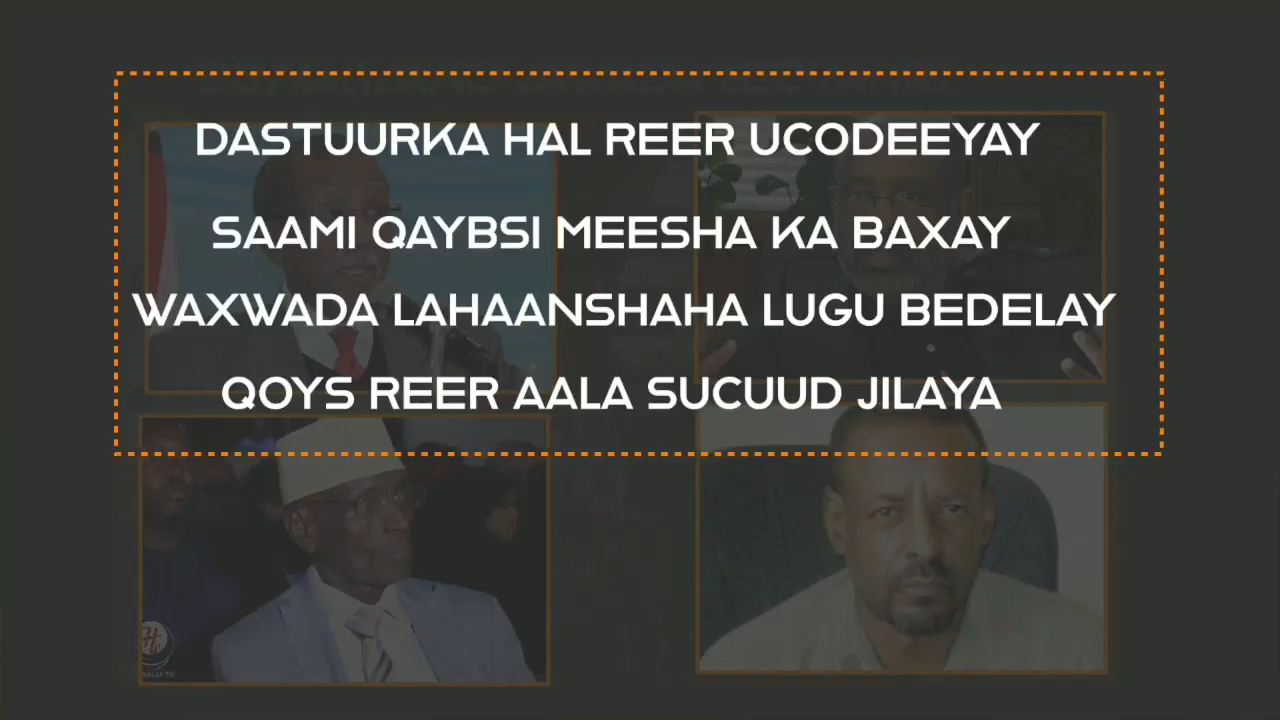 DASTUURKA HAL REER UCODEEYAY
SAAMI QAYBSI MEESHA KA BAXAY
WAXWADA LAHAANSHAHA LUGU BEDELAY
QOYS REER AALA SUCUUD JILAYA